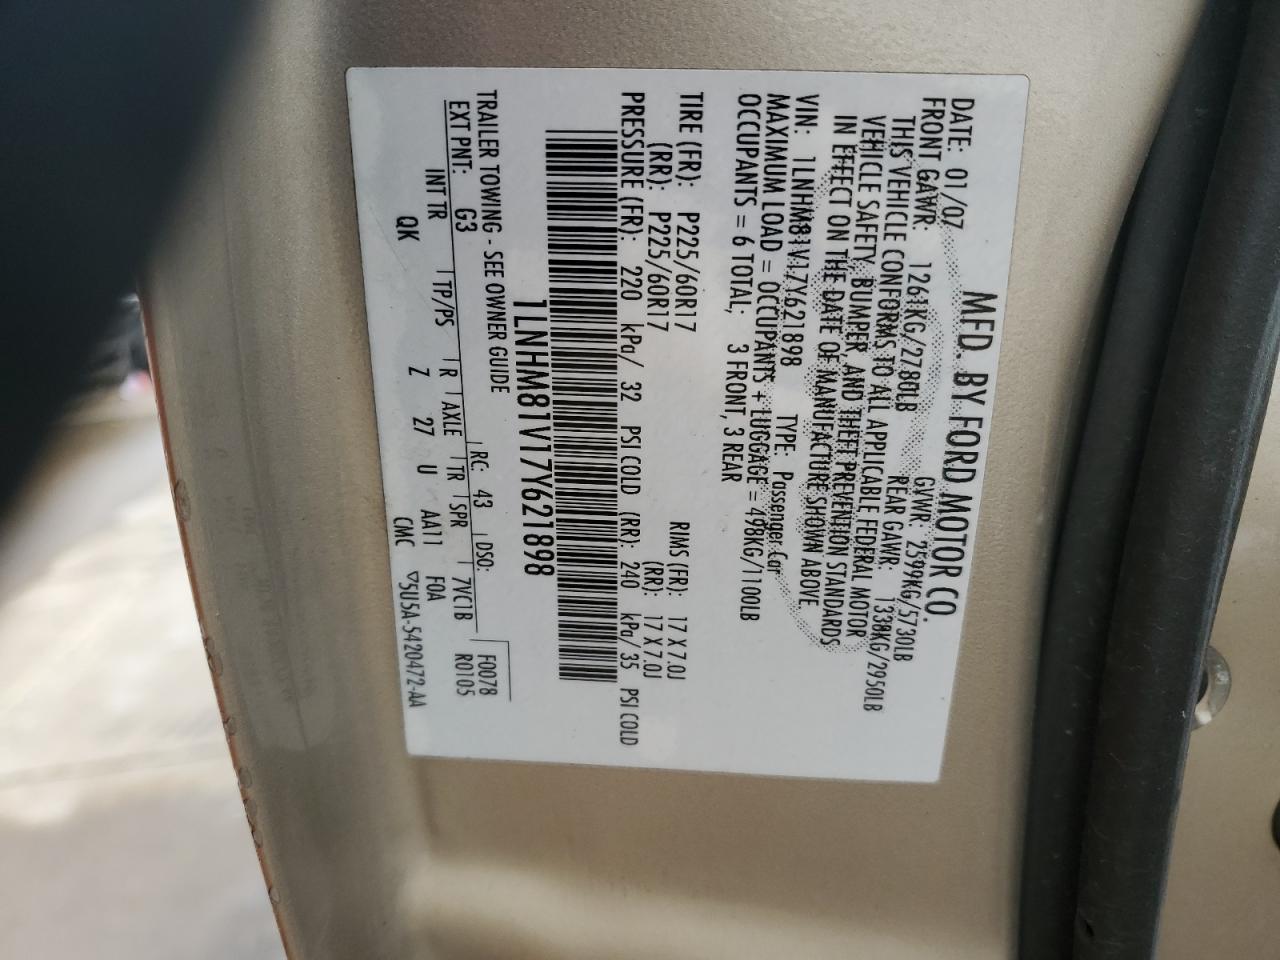 MFD. BY FORD MOTOR CO.
DATE: 01/07 GVWR: 2599KG/5730LB
FRONT GAWR: 1261KG/2780LB REAR GAWR: 1338KG/2950LB
THIS VEHICLE CONFORMS TO ALL APPLICABLE FEDERAL MOTOR
VEHICLE SAFETY, BUMPER, AND THEFT PREVENTION STANDARDS
IN EFFECT ON THE DATE OF MANUFACTURE SHOWN ABOVE
VIN: 1LNHM81V17Y621898 TYPE: Passenger Car
MAXIMUM LOAD = OCCUPANTS + LUGGAGE = 498KG/1100LB
OCCUPANTS = 6 TOTAL; 3 FRONT, 3 REAR
TIRE (FR): P225/60R17 RIMS (FR): 17 X 7.0J
(RR): P225/60R17 (RR): 17 X 7.0J
PRESSURE (FR): 220 kPa/ 32 PSI COLD (RR): 240 kPa/ 35 PSI COLD
1LNHM81V17Y621898
TRAILER TOWING - SEE OWNER GUIDE
F0078
EXT PNT: G3 RC: 43 DSO: R0105
INT TR TP/PS R AXLE TR SPR 7VC1B
QK Z 27 U AA11 F0A
CMC ▽5U5A-5420472-AA